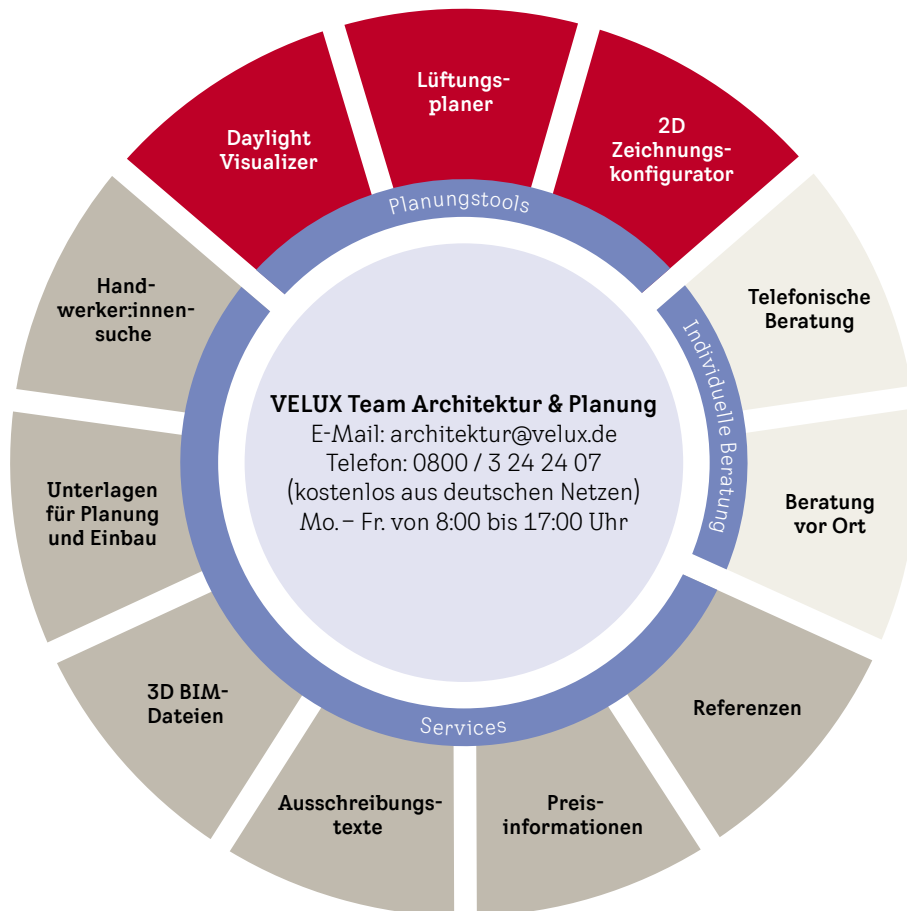 Lüftungs-
planer
Daylight
Visualizer
2D
Zeichnungs-
konfigurator
Planungstools
Hand-
werker:innen-
suche
Telefonische
Beratung
Individuelle Beratung
VELUX Team Architektur & Planung
E-Mail: architektur@velux.de
Telefon: 0800 / 3 24 24 07
(kostenlos aus deutschen Netzen)
Mo. – Fr. von 8:00 bis 17:00 Uhr
Unterlagen
für Planung
und Einbau
Beratung
vor Ort
3D BIM-
Dateien
Referenzen
Services
Ausschreibungs-
texte
Preis-
informationen